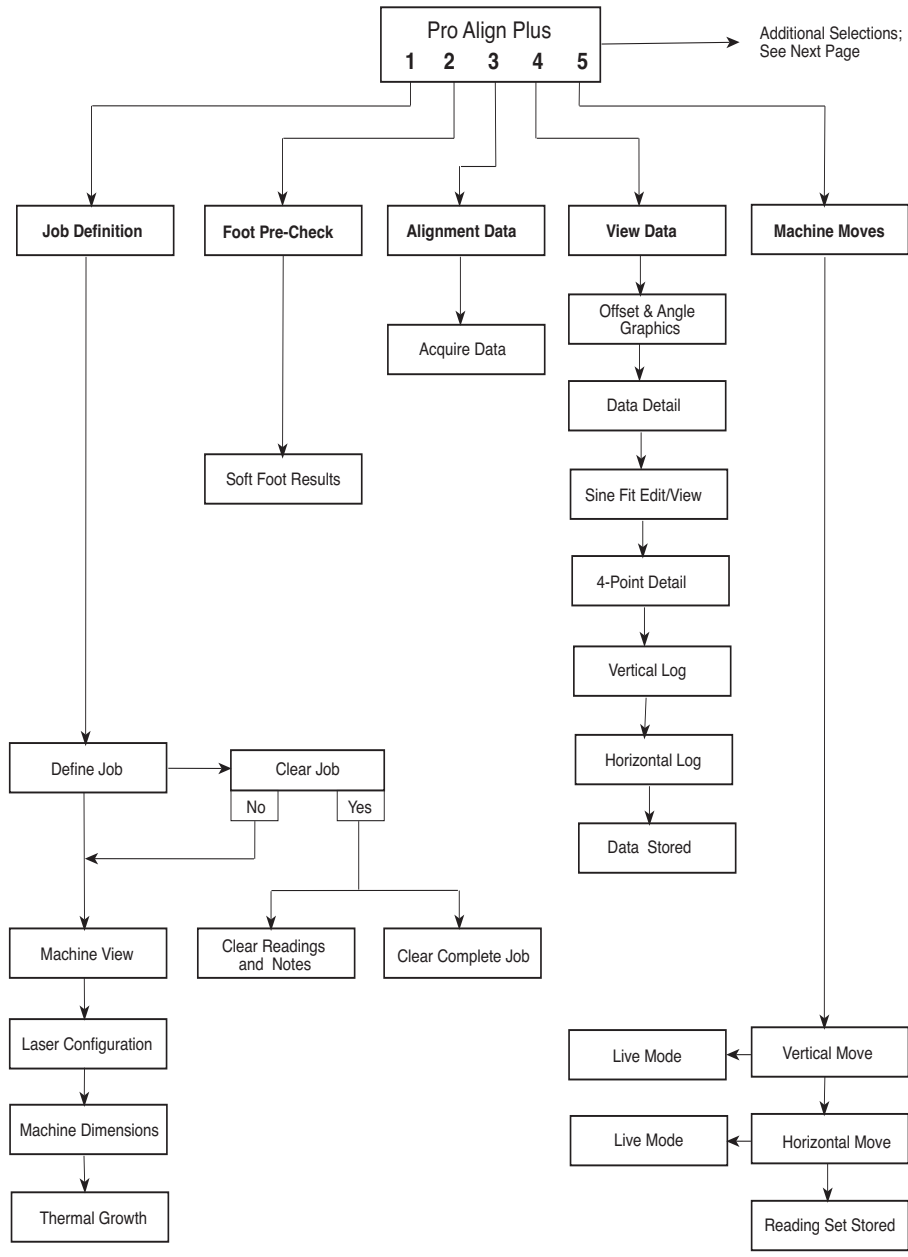 Pro Align Plus
1 2 3 4 5
Additional Selections;
See Next Page
Job Definition
Foot Pre-Check
Alignment Data
View Data
Machine Moves
Offset & Angle
Graphics
Acquire Data
Data Detail
Soft Foot Results
Sine Fit Edit/View
4-Point Detail
Vertical Log
Horizontal Log
Data Stored
Define Job
Clear Job
No
Yes
Machine View
Clear Readings
and Notes
Clear Complete Job
Laser Configuration
Machine Dimensions
Thermal Growth
Live Mode
Vertical Move
Live Mode
Horizontal Move
Reading Set Stored